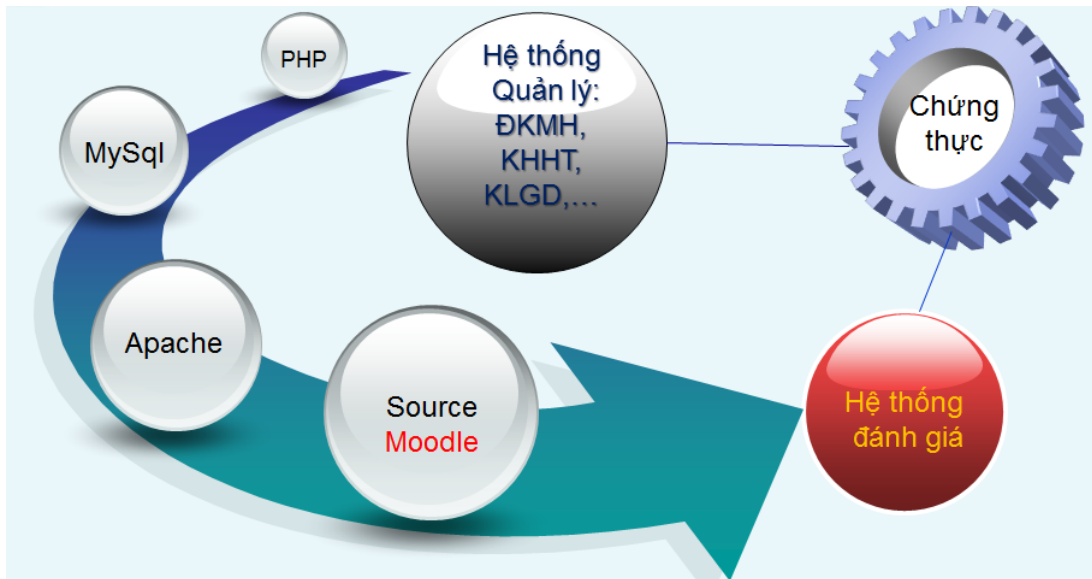 PHP
MySql
Apache
Source
Moodle
Hệ thống
Quản lý:
ĐKMH,
KHHT,
KLGD,...
Chứng
thực
Hệ thống
đánh giá